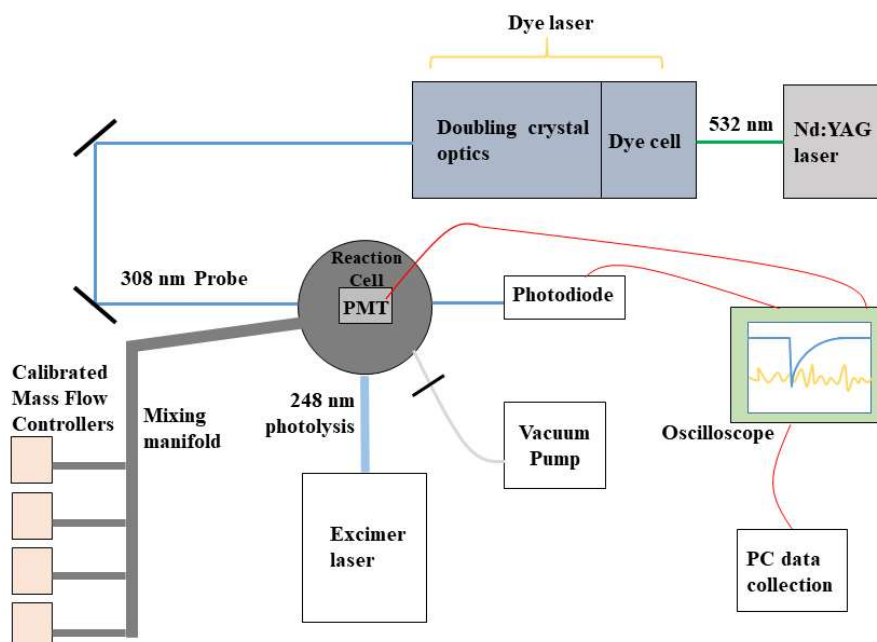 Dye laser
Doubling crystal
optics
Dye cell
532 nm
Nd:YAG
laser
308 nm Probe
Reaction
Cell
PMT
Photodiode
Calibrated
Mass Flow
Controllers
Mixing
manifold
248 nm
photolysis
Vacuum
Pump
Oscilloscope
Excimer
laser
PC data
collection